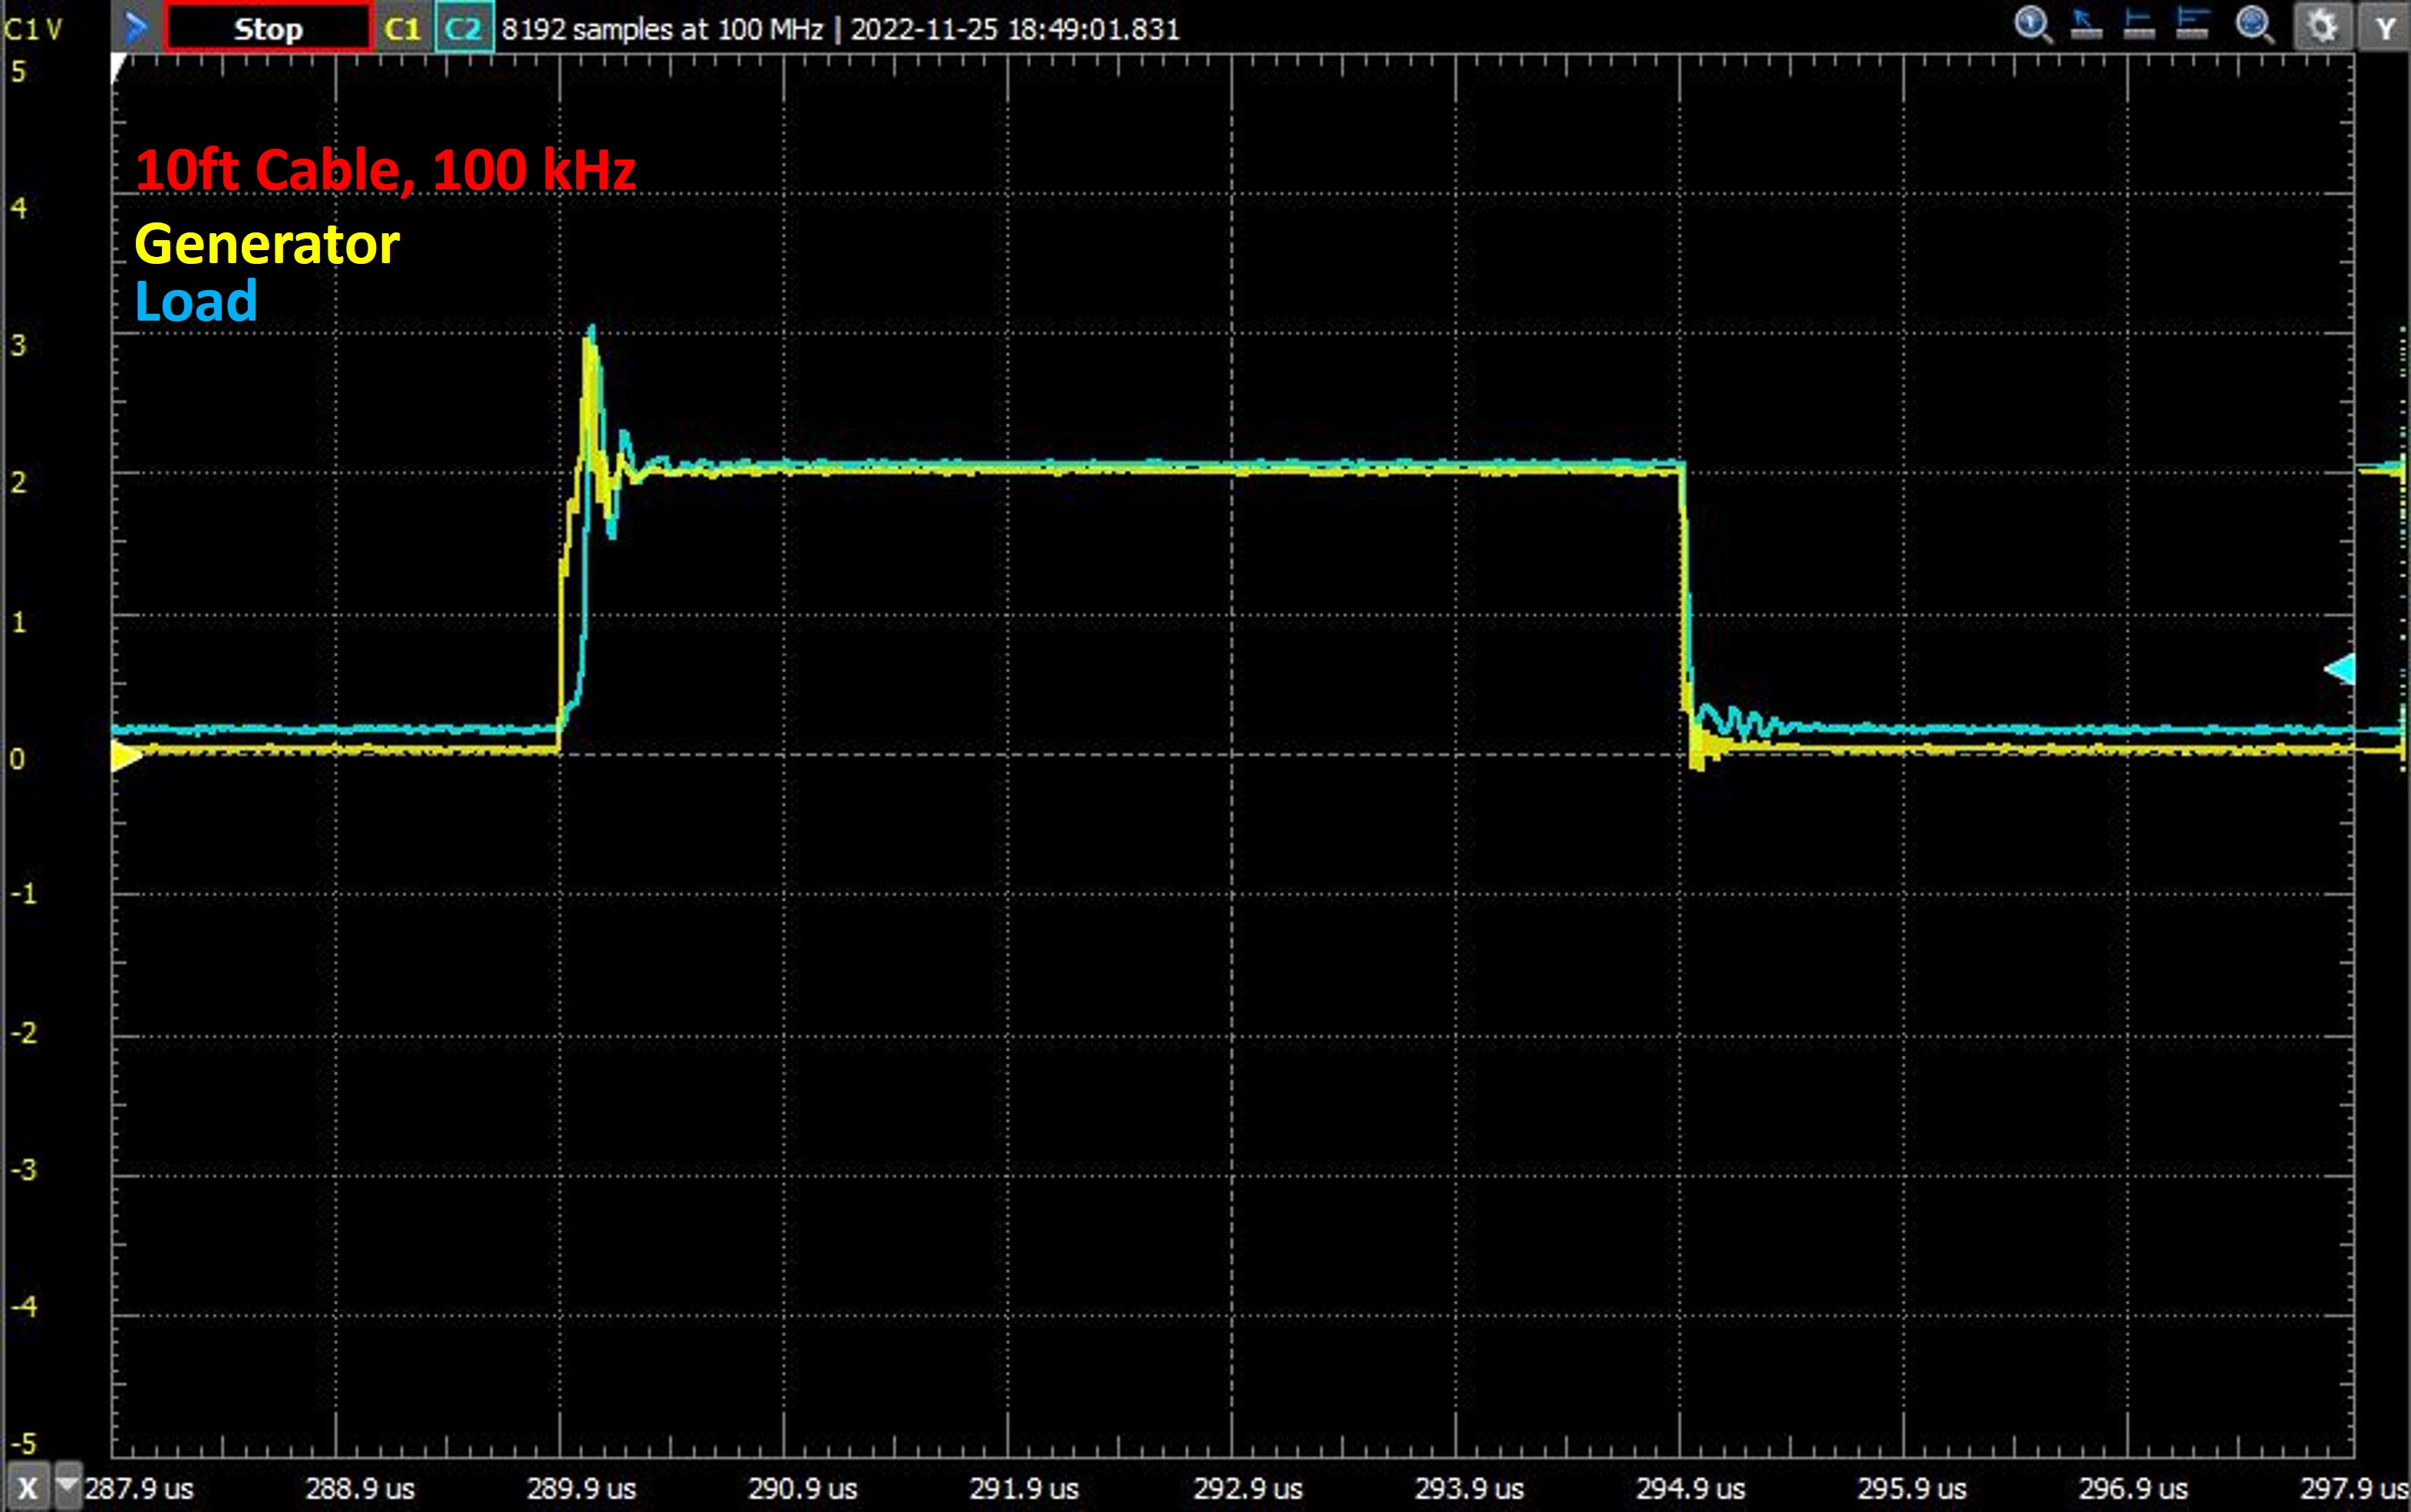 C1 V Stop C1 C2 8192 samples at 100 MHz | 2022-11-25 18:49:01.831 Y
5
10ft Cable, 100 kHz
4
Generator
Load
3
2
1
0
-1
-2
-3
-4
-5
X 287.9 us 288.9 us 289.9 us 290.9 us 291.9 us 292.9 us 293.9 us 294.9 us 295.9 us 296.9 us 297.9 us